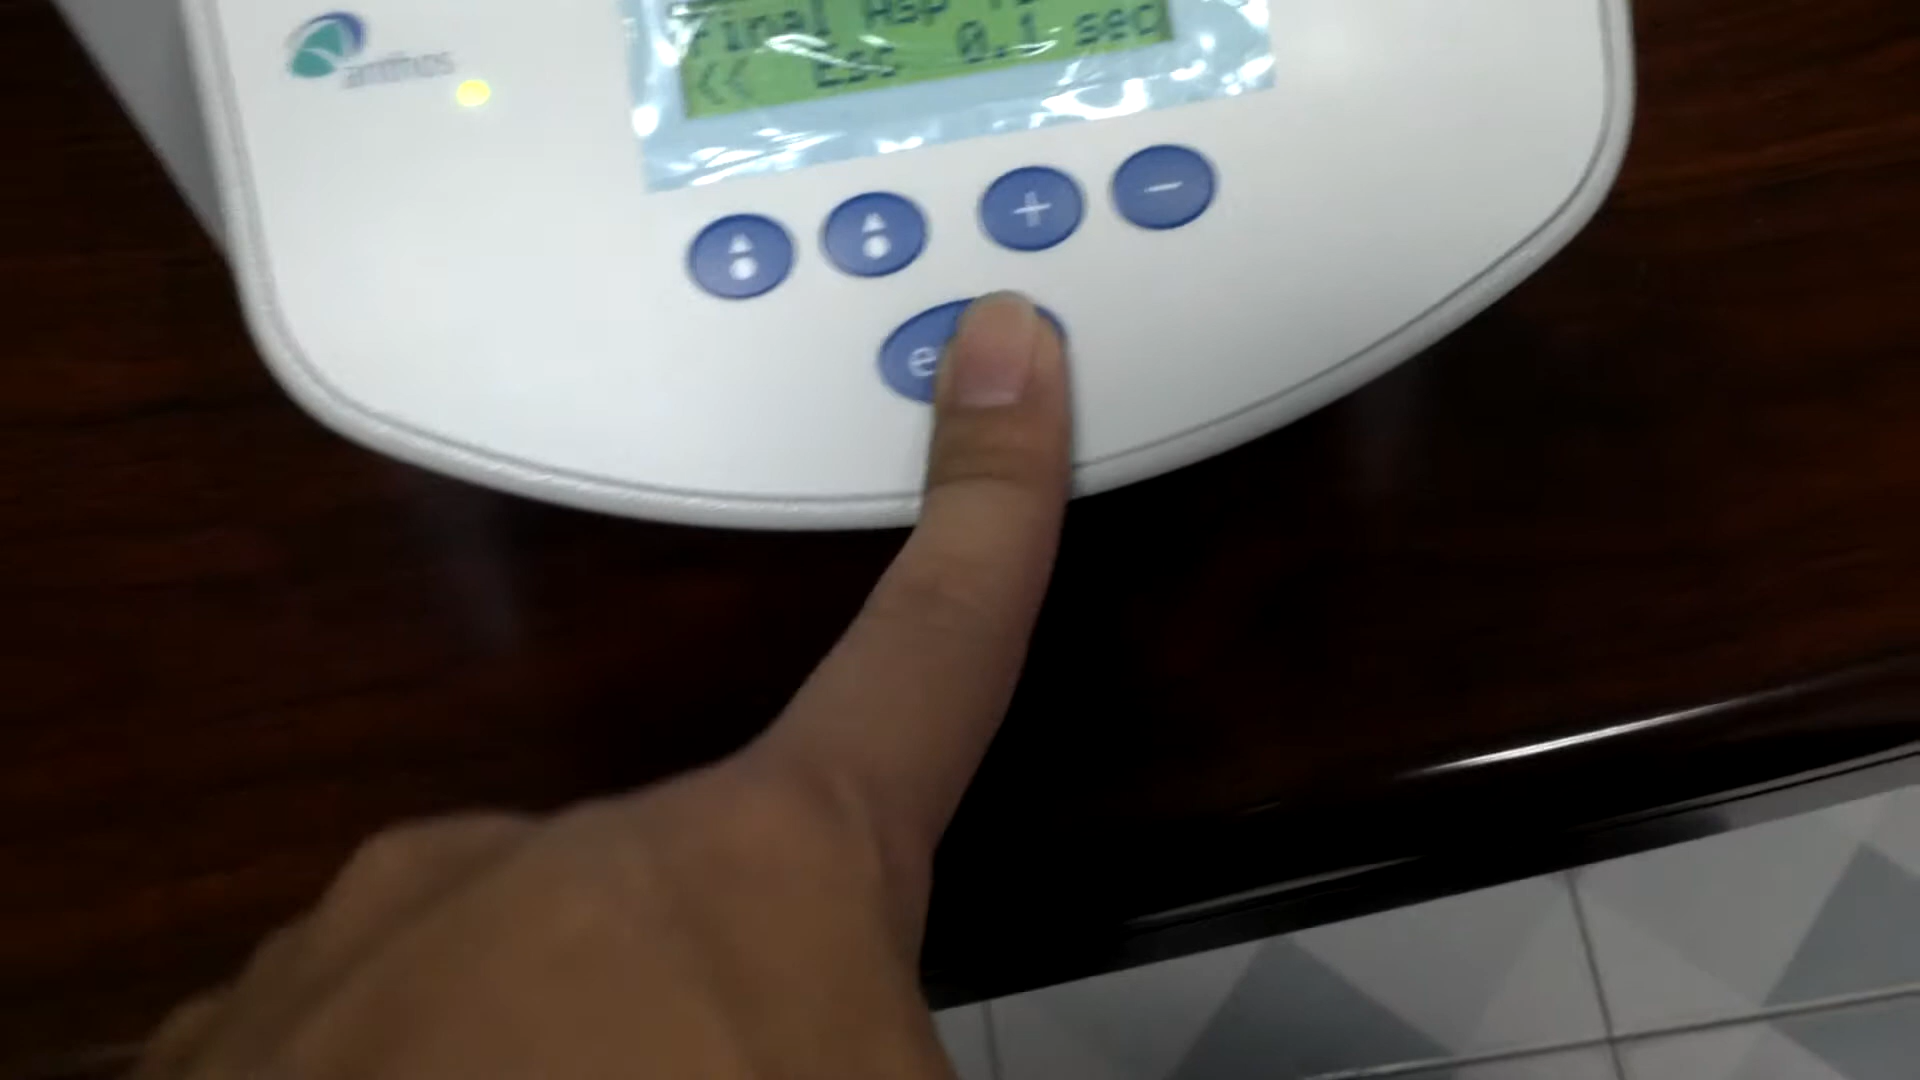 anthos
Final Asp
<< Esc 0.1 sec
+
-
e